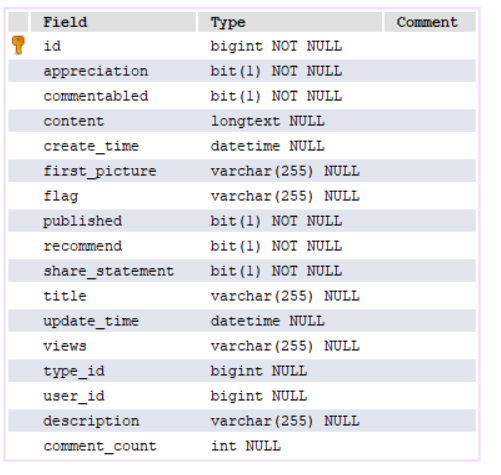 Field Type Comment
id bigint NOT NULL
appreciation bit(1) NOT NULL
commentabled bit(1) NOT NULL
content longtext NULL
create_time datetime NULL
first_picture varchar(255) NULL
flag varchar(255) NULL
published bit(1) NOT NULL
recommend bit(1) NOT NULL
share_statement bit(1) NOT NULL
title varchar(255) NULL
update_time datetime NULL
views varchar(255) NULL
type_id bigint NULL
user_id bigint NULL
description varchar(255) NULL
comment_count int NULL